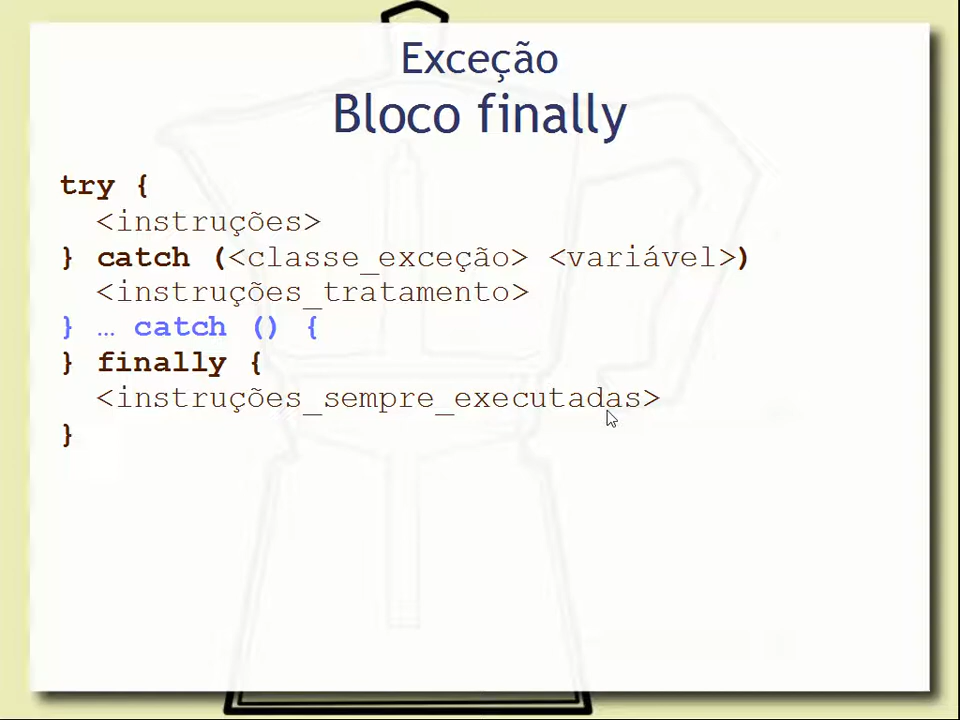 Exceção
Bloco finally
try {
<instruções>
} catch (<classe_exceção> <variável>)
<instruções_tratamento>
} … catch () {
} finally {
<instruções_sempre_executadas>
}